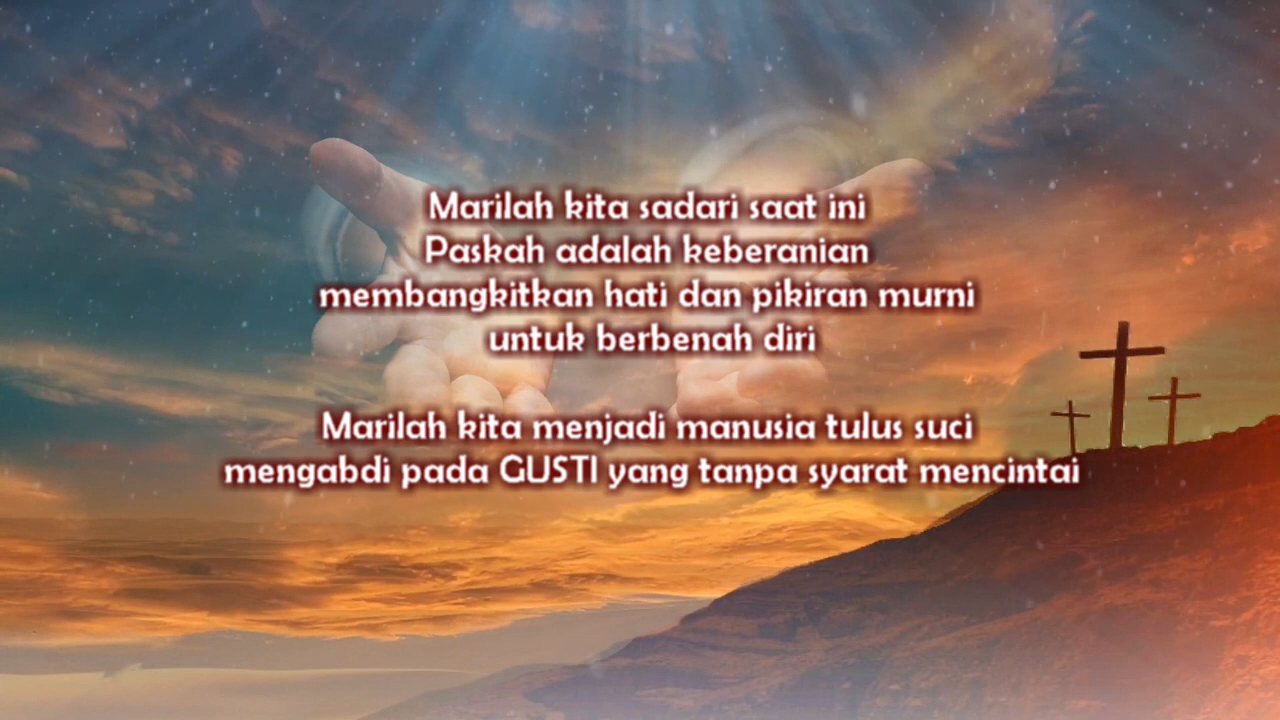 Marilah kita sadari saat ini
Paskah adalah keberanian
membangkitkan hati dan pikiran murni
untuk berbenah diri
Marilah kita menjadi manusia tulus suci
mengabdi pada GUSTI yang tanpa syarat mencintai